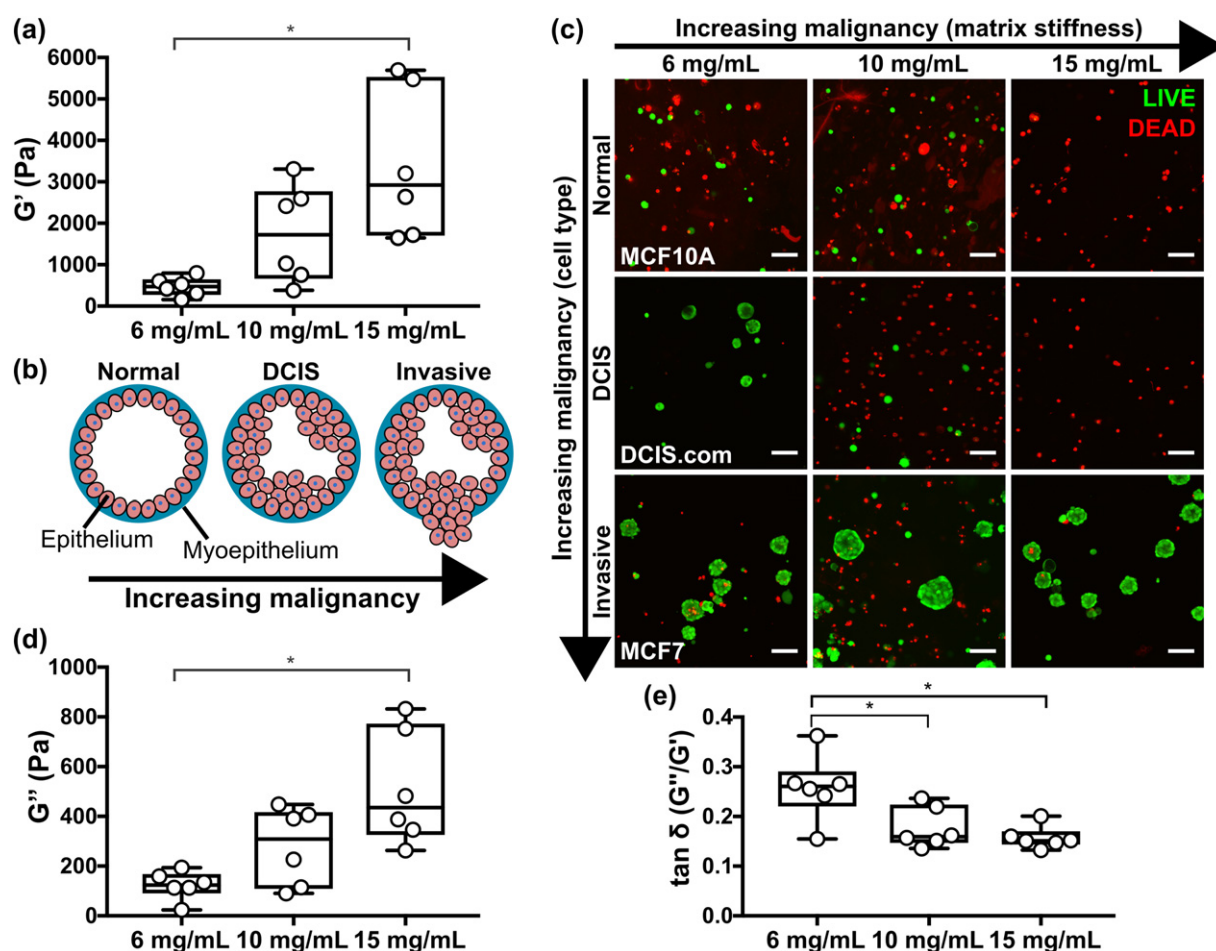 (a)
*
G' (Pa)
6000
5000
4000
3000
2000
1000
0
6 mg/mL 10 mg/mL 15 mg/mL
(b)
Normal DCIS Invasive
Epithelium
Myoepithelium
Increasing malignancy
(c)
Increasing malignancy (matrix stiffness)
6 mg/mL 10 mg/mL 15 mg/mL
Increasing malignancy (cell type)
Normal
LIVE
DEAD
MCF10A
DCIS
DCIS.com
Invasive
MCF7
(d)
*
G'' (Pa)
1000
800
600
400
200
0
6 mg/mL 10 mg/mL 15 mg/mL
(e)
*
*
tan δ (G''/G')
0.4
0.3
0.2
0.1
0.0
6 mg/mL 10 mg/mL 15 mg/mL